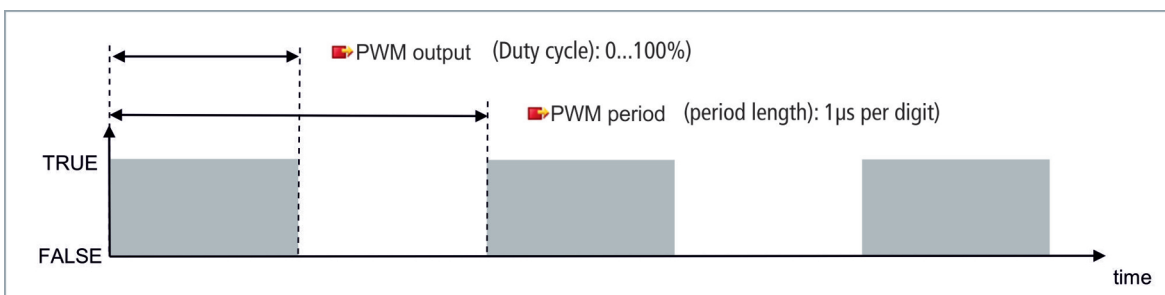 PWM output (Duty cycle): 0...100%)
PWM period (period length): 1µs per digit)
TRUE
FALSE
time